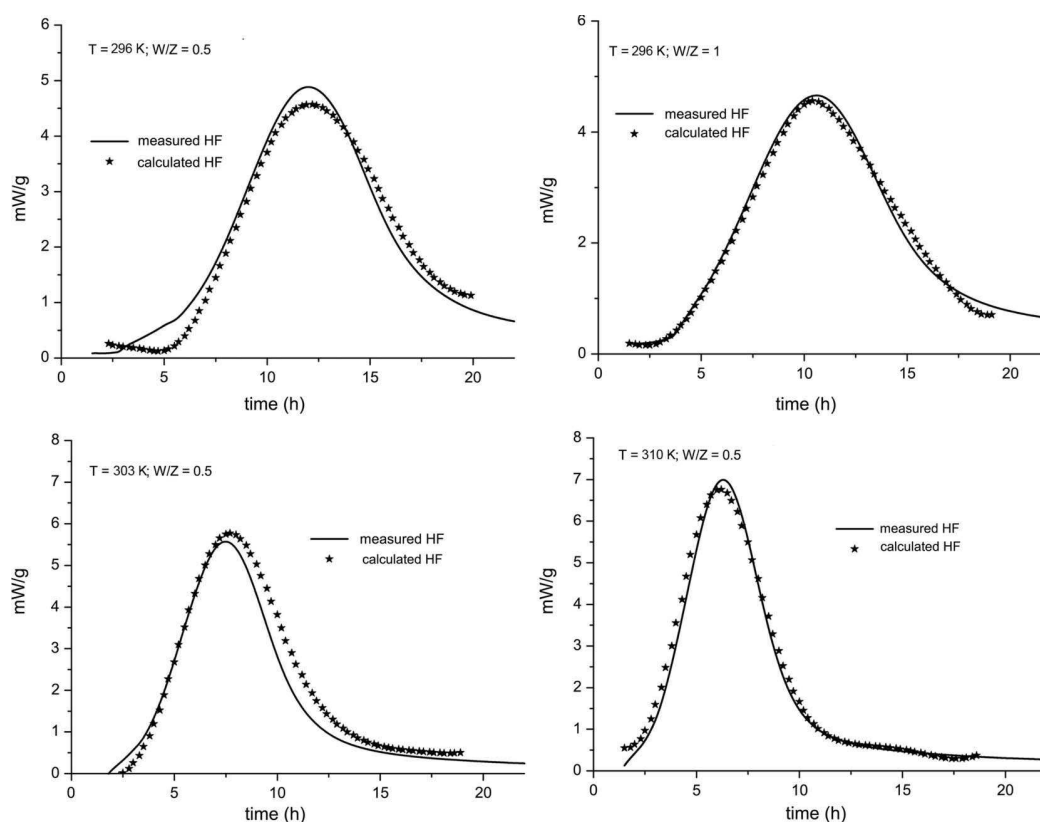 T = 296 K; W/Z = 0.5
measured HF
calculated HF
mW/g
6
5
4
3
2
1
0
0
5
10
15
20
time (h)
T = 296 K; W/Z = 1
measured HF
calculated HF
mW/g
6
4
2
0
0
5
10
15
20
time (h)
T = 303 K; W/Z = 0.5
measured HF
calculated HF
mW/g
8
7
6
5
4
3
2
1
0
0
5
10
15
20
time (h)
T = 310 K; W/Z = 0.5
measured HF
calculated HF
mW/g
8
7
6
5
4
3
2
1
0
0
5
10
15
20
time (h)